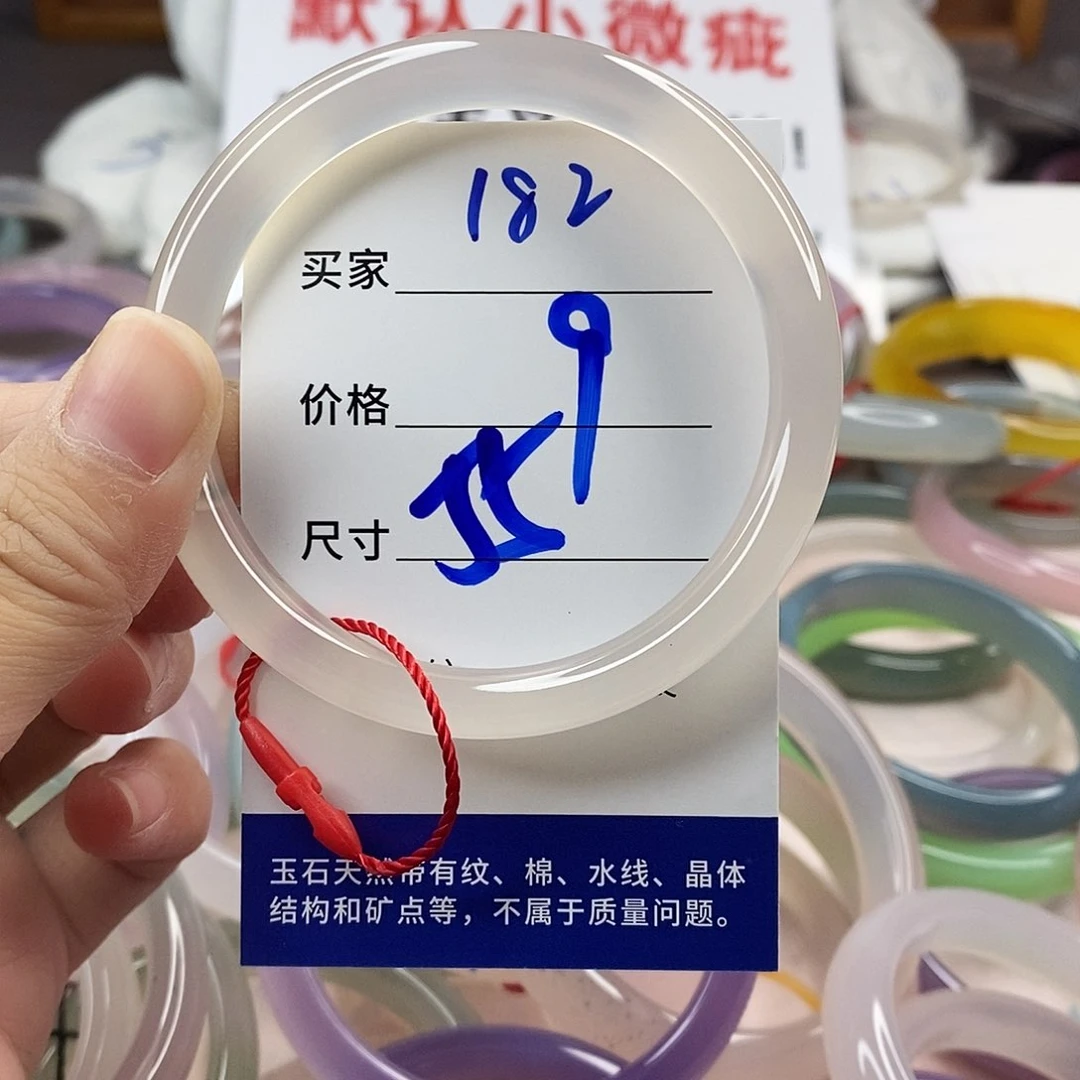 默认小微疵
182
买家
9
价格
尺寸
玉石天然带有纹、棉、水线、晶体
结构和矿点等，不属于质量问题。